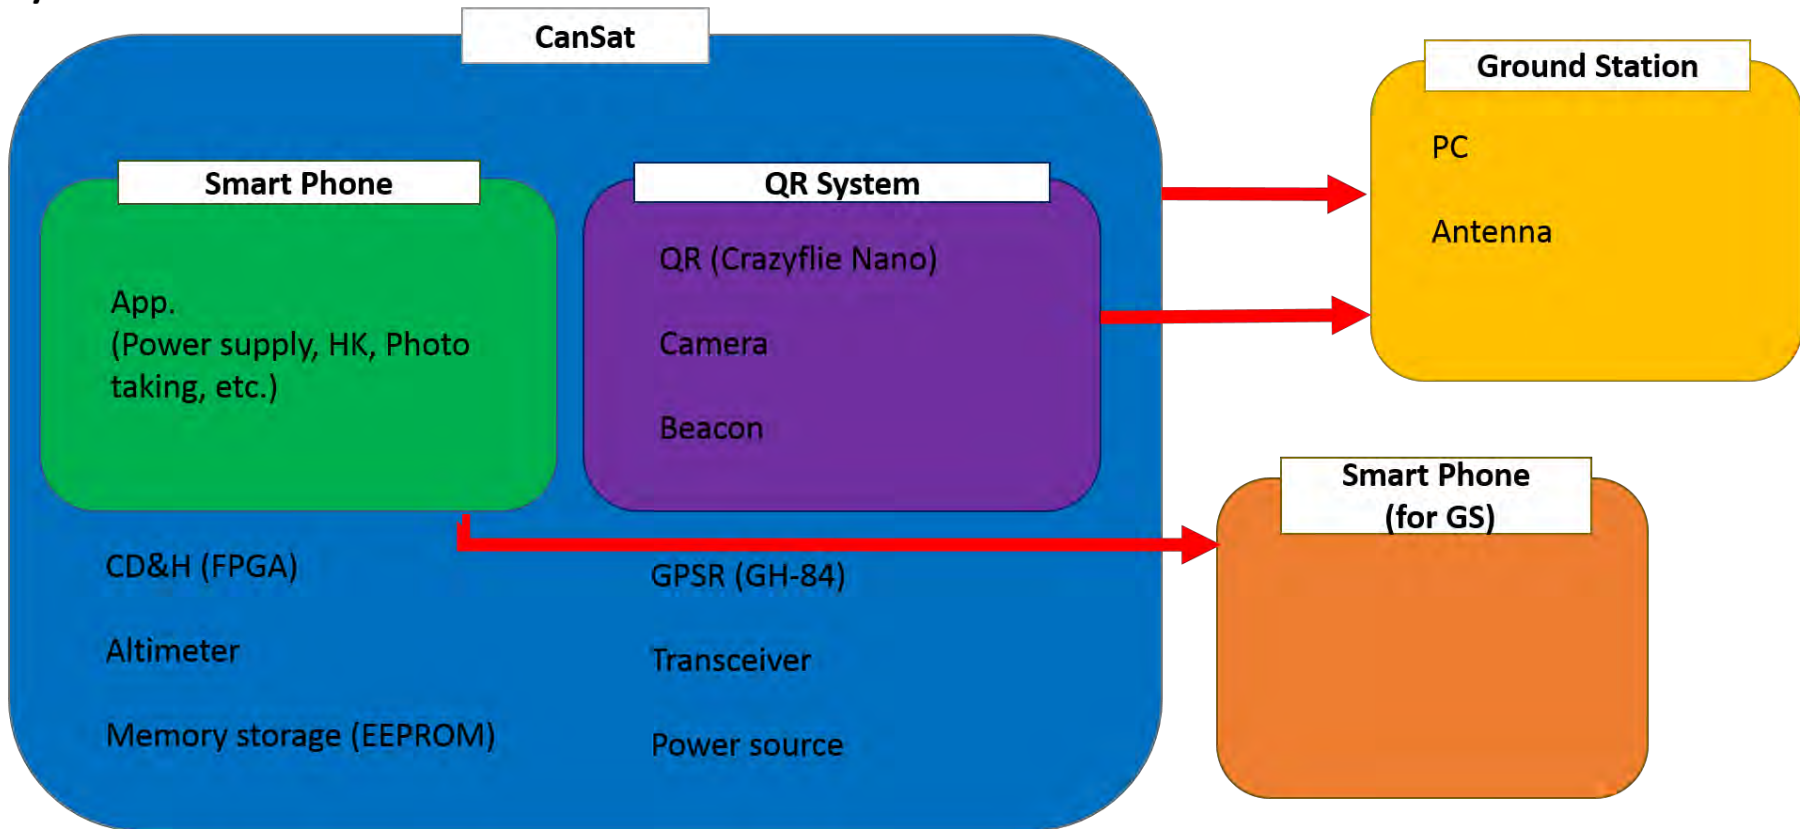 CanSat
Smart Phone
App.
(Power supply, HK, Photo
taking, etc.)
QR System
QR (Crazyflie Nano)
Camera
Beacon
CD&H (FPGA)
Altimeter
Memory storage (EEPROM)
GPSR (GH-84)
Transceiver
Power source
Ground Station
PC
Antenna
Smart Phone
(for GS)